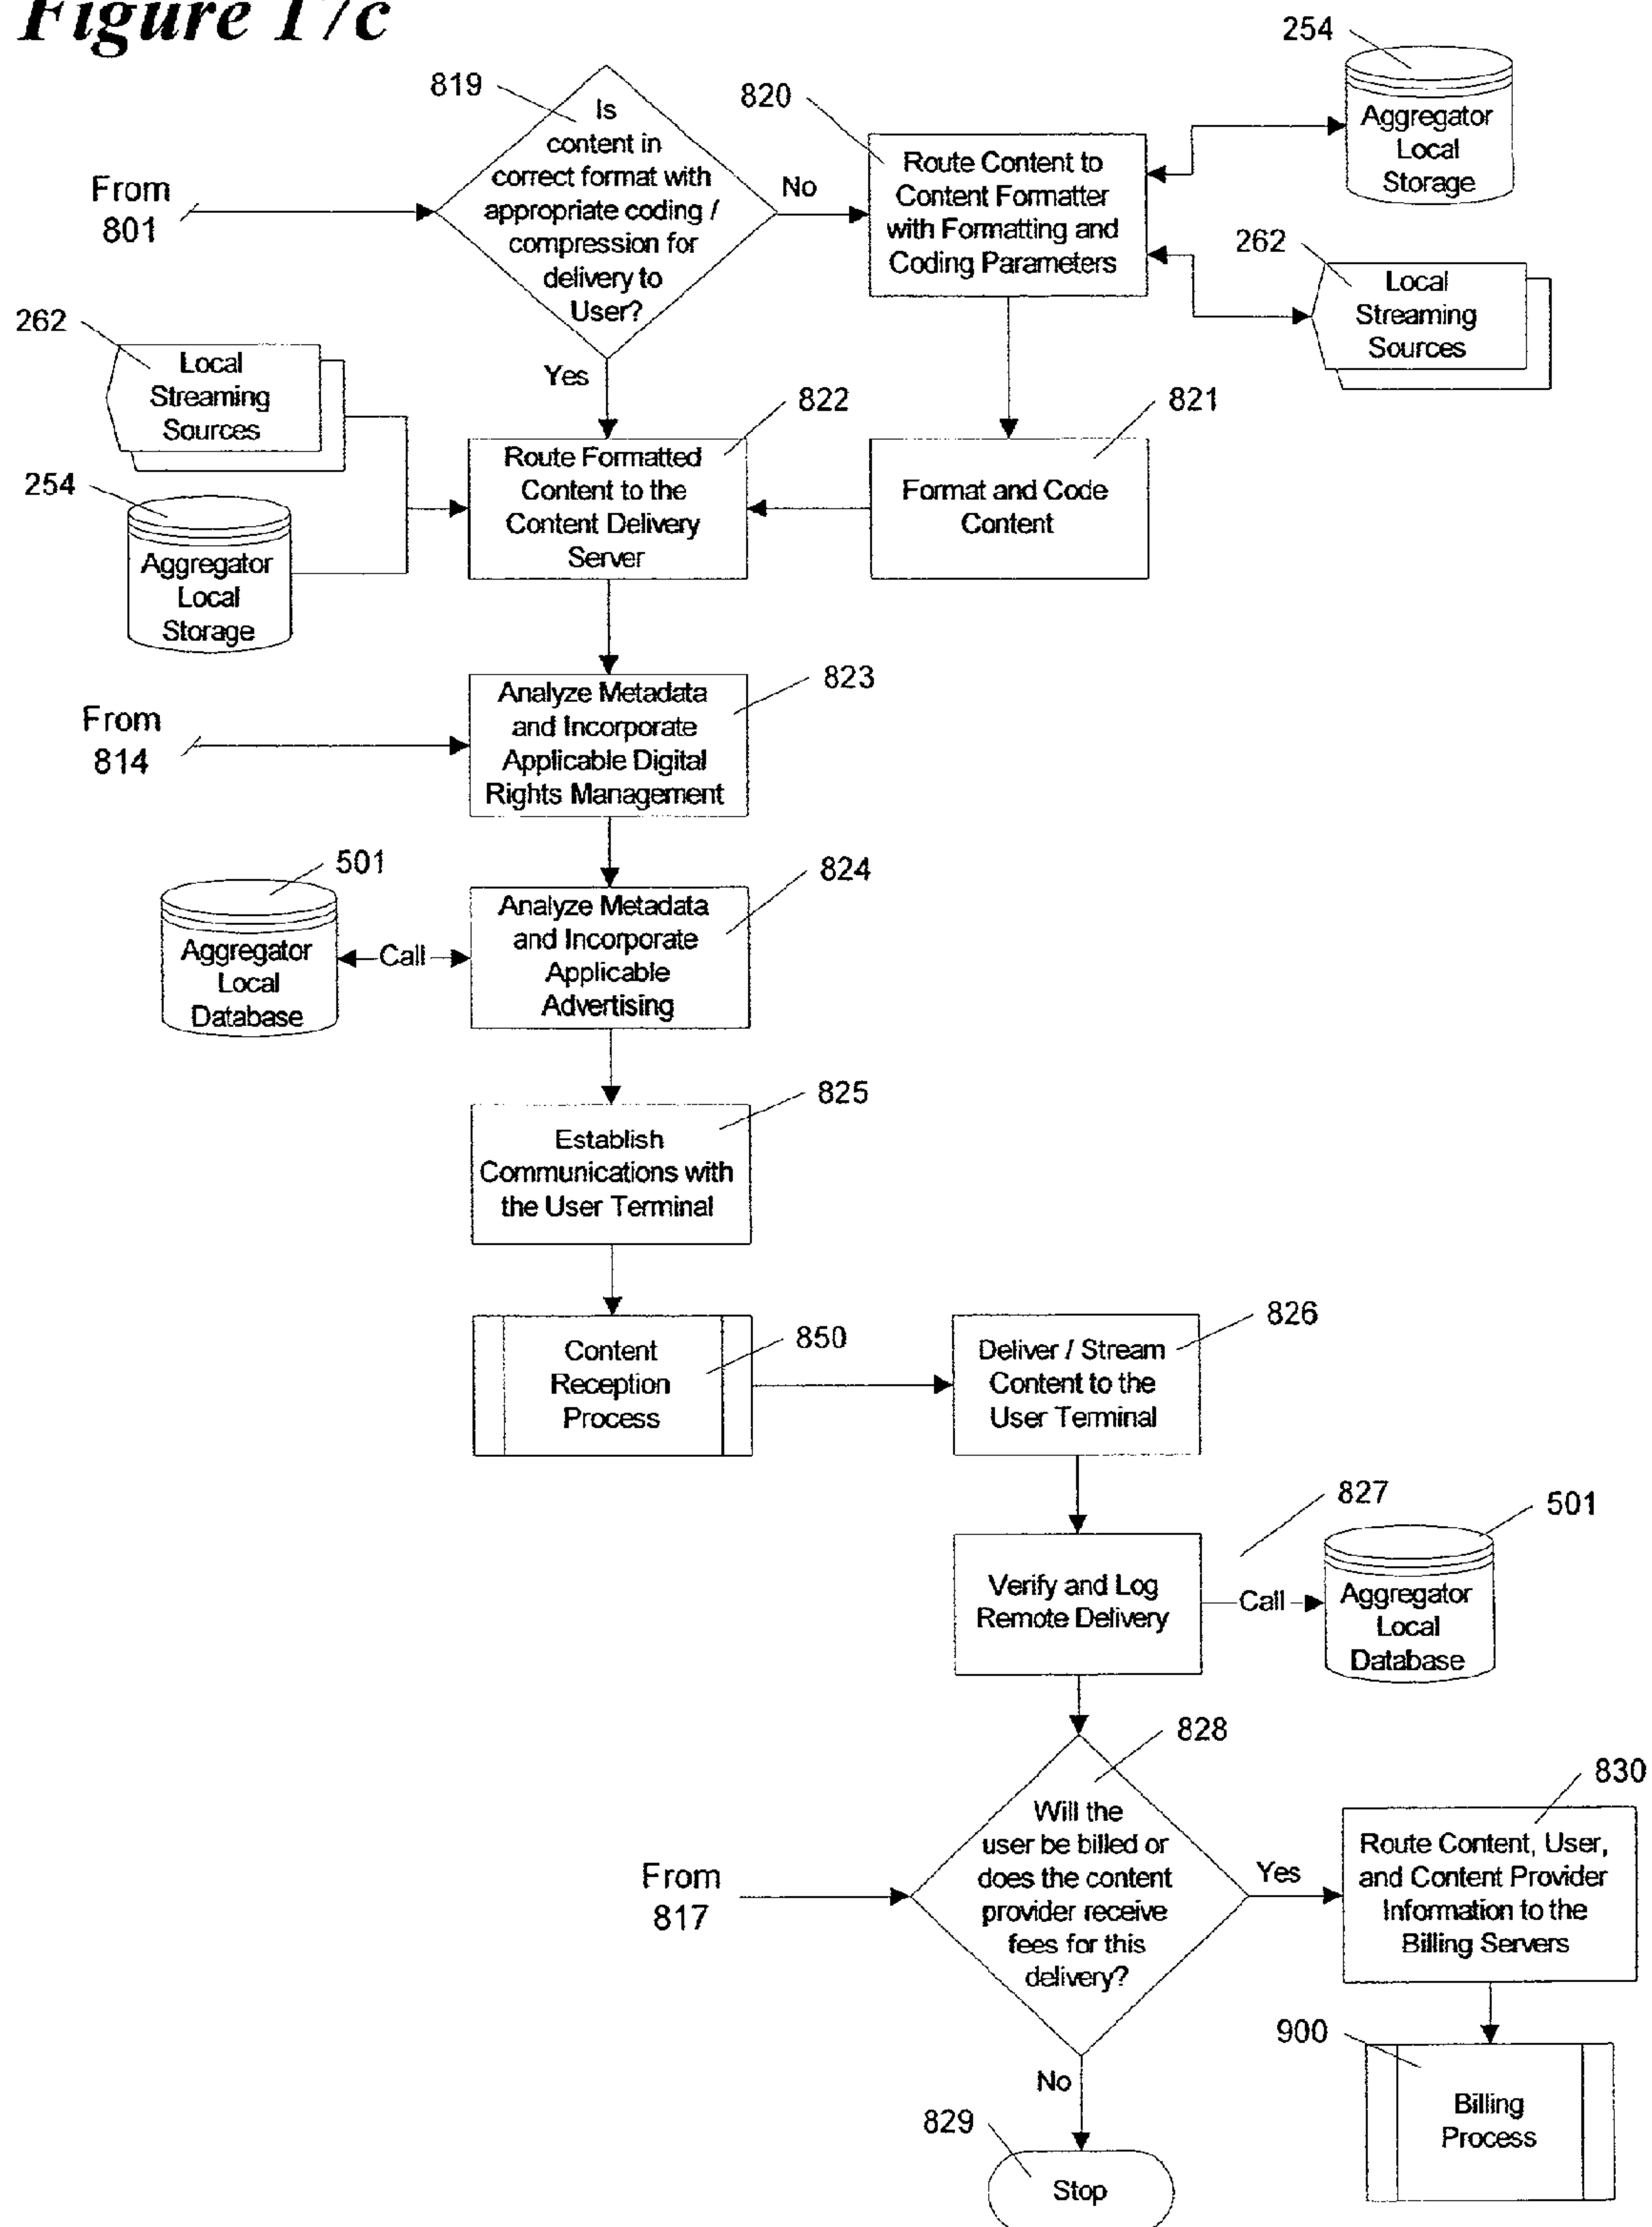 Figure 17c
254
819
820
Is
content in
correct format with
appropriate coding /
compression for
delivery to
User?
Aggregator
Local
Storage
Route Content to
Content Formatter
with Formatting and
Coding Parameters
From
801
No
262
Local
Streaming
Sources
262
Local
Streaming
Sources
Yes
822
821
254
Route Formatted
Content to the
Content Delivery
Server
Format and Code
Content
Aggregator
Local
Storage
823
From
814
Analyze Metadata
and Incorporate
Applicable Digital
Rights Management
501
824
Aggregator
Local
Database
Call
Analyze Metadata
and Incorporate
Applicable
Advertising
825
Establish
Communications with
the User Terminal
850
Content
Reception
Process
826
Deliver / Stream
Content to the
User Terminal
827
501
Verify and Log
Remote Delivery
Call
Aggregator
Local
Database
828
830
Will the
user be billed or
does the content
provider receive
fees for this
delivery?
From
817
Yes
Route Content, User,
and Content Provider
Information to the
Billing Servers
900
No
Billing
Process
829
Stop